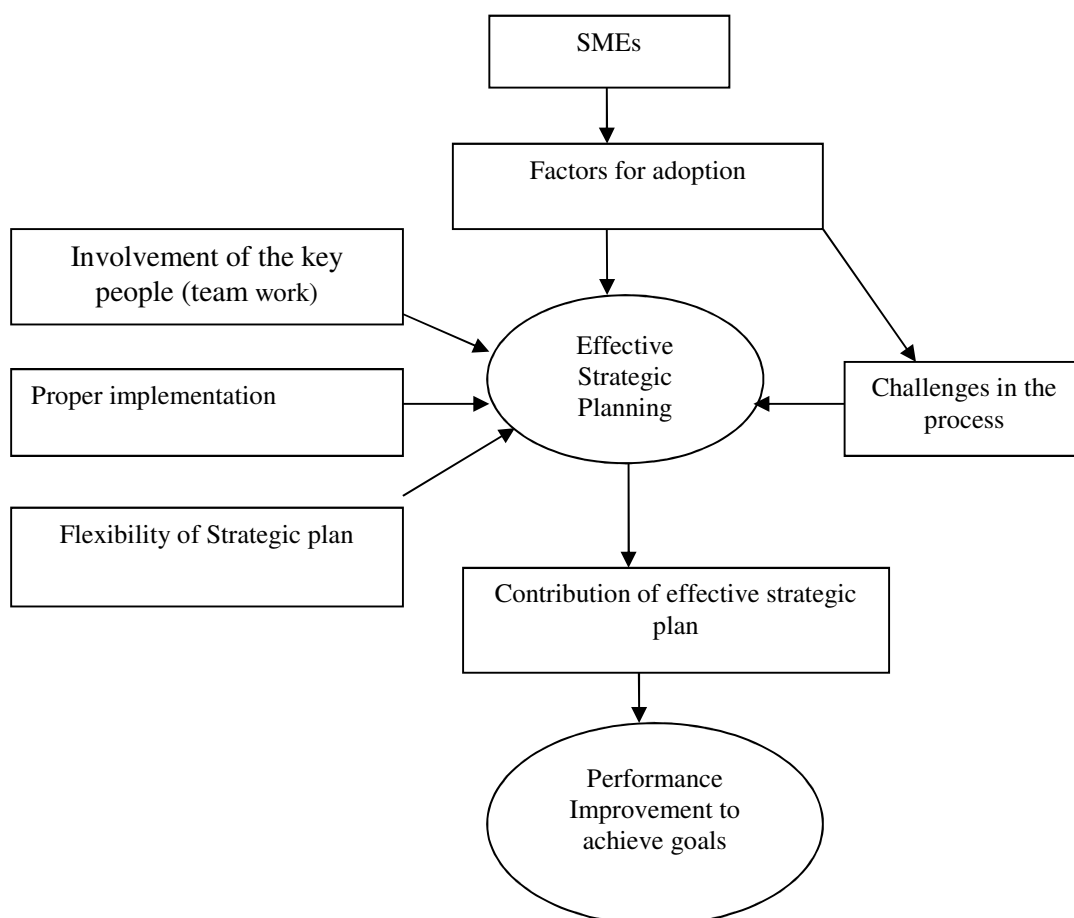 SMEs
Factors for adoption
Involvement of the key
people (team work)
Effective
Strategic
Planning
Proper implementation
Challenges in the
process
Flexibility of Strategic plan
Contribution of effective strategic
plan
Performance
Improvement to
achieve goals